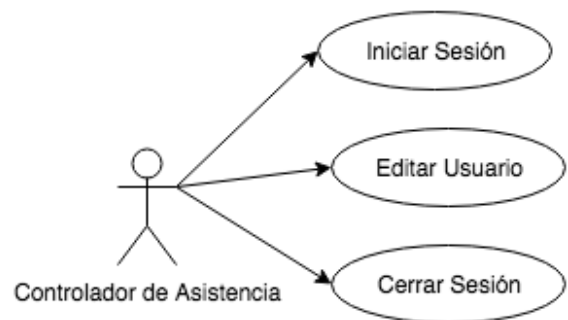 Iniciar Sesión
Editar Usuario
Cerrar Sesión
Controlador de Asistencia